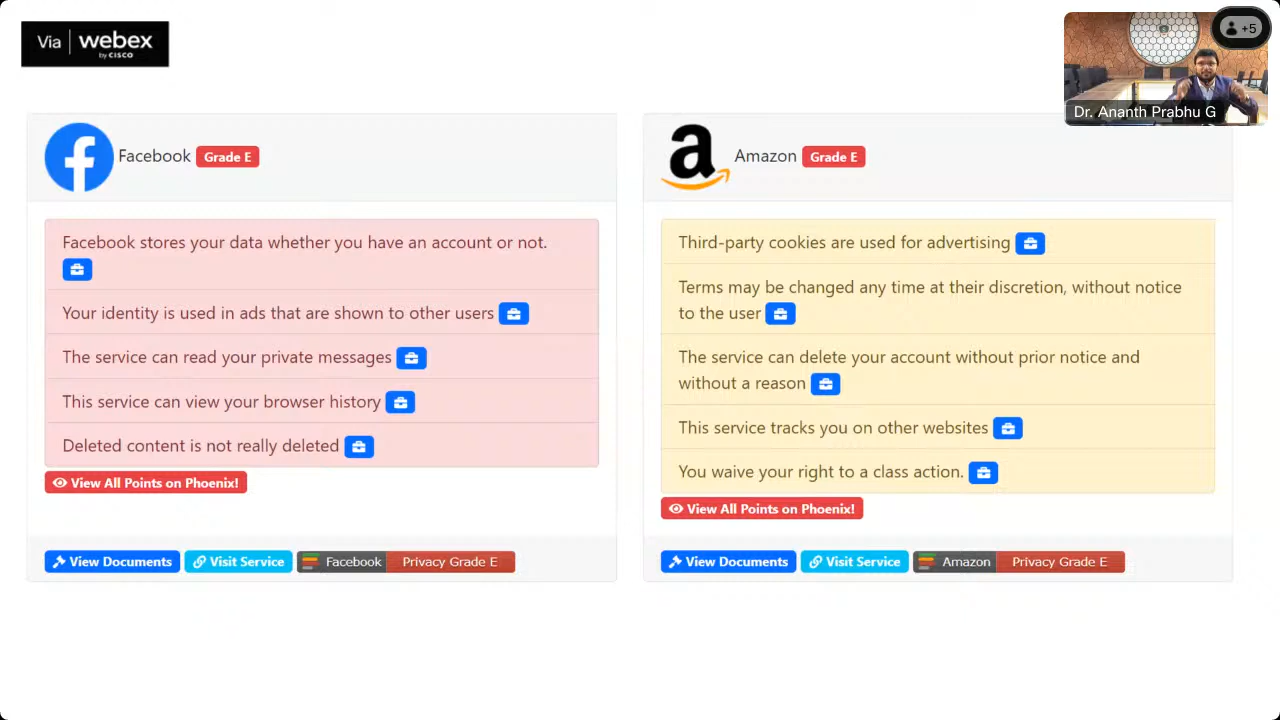 Via webex
by CISCO
+5
Dr. Ananth Prabhu G
Facebook Grade E
Facebook stores your data whether you have an account or not.
Your identity is used in ads that are shown to other users
The service can read your private messages
This service can view your browser history
Deleted content is not really deleted
View All Points on Phoenix!
View Documents Visit Service Facebook Privacy Grade E
a Amazon Grade E
Third-party cookies are used for advertising
Terms may be changed any time at their discretion, without notice
to the user
The service can delete your account without prior notice and
without a reason
This service tracks you on other websites
You waive your right to a class action.
View All Points on Phoenix!
View Documents Visit Service Amazon Privacy Grade E